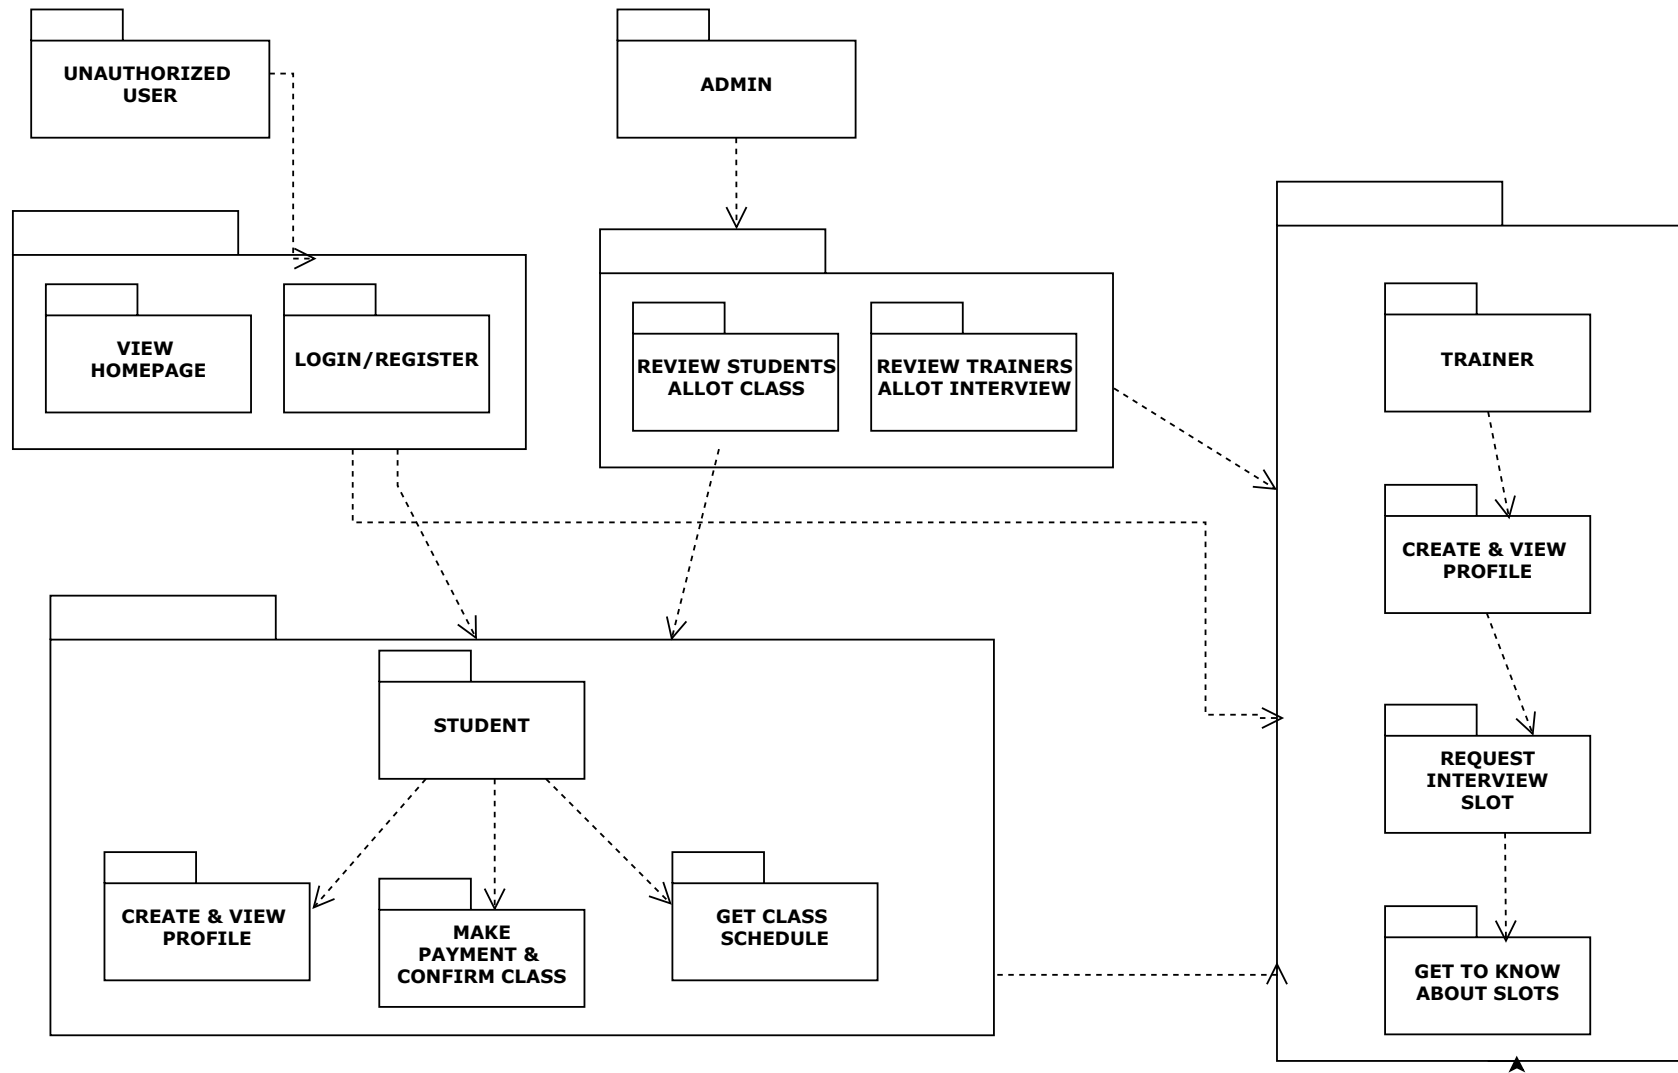 UNAUTHORIZED
USER
ADMIN
VIEW
HOMEPAGE
LOGIN/REGISTER
REVIEW STUDENTS
ALLOT CLASS
REVIEW TRAINERS
ALLOT INTERVIEW
TRAINER
CREATE & VIEW
PROFILE
REQUEST
INTERVIEW
SLOT
GET TO KNOW
ABOUT SLOTS
STUDENT
CREATE & VIEW
PROFILE
MAKE
PAYMENT &
CONFIRM CLASS
GET CLASS
SCHEDULE